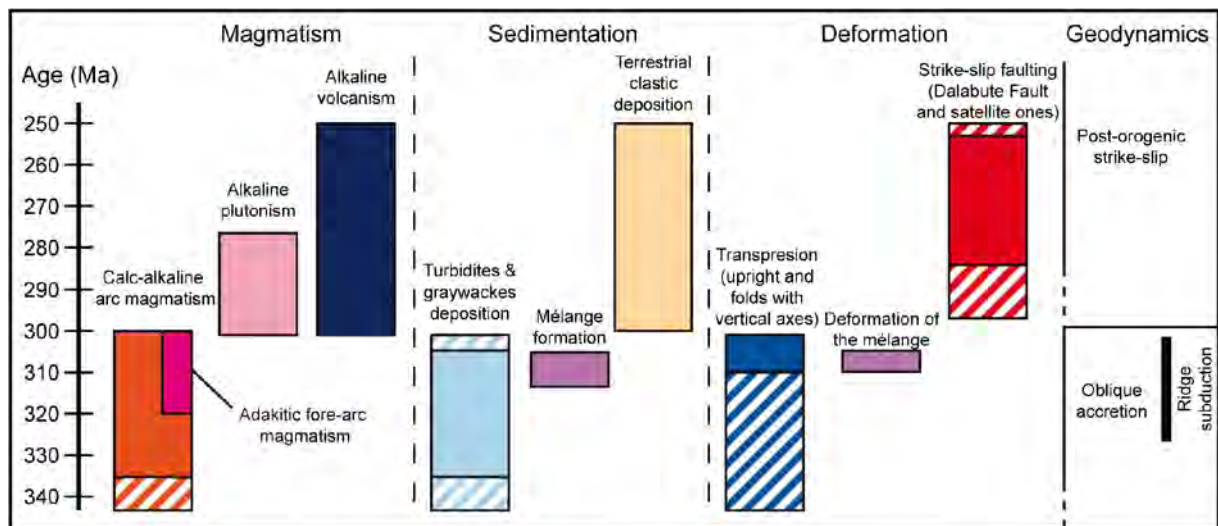 Magmatism
Sedimentation
Deformation
Geodynamics
Age (Ma)
250
260
270
280
290
300
310
320
330
340
Calc-alkaline
arc magmatism
Adakitic fore-arc
magmatism
Alkaline
plutonism
Alkaline
volcanism
Turbidites &
graywackes
deposition
Mélange
formation
Terrestrial
clastic
deposition
Transpresion
(upright and
folds with
vertical axes)
Deformation of
the mélange
Strike-slip faulting
(Dalabute Fault
and satellite ones)
Post-orogenic
strike-slip
Oblique
accretion
Ridge
subduction